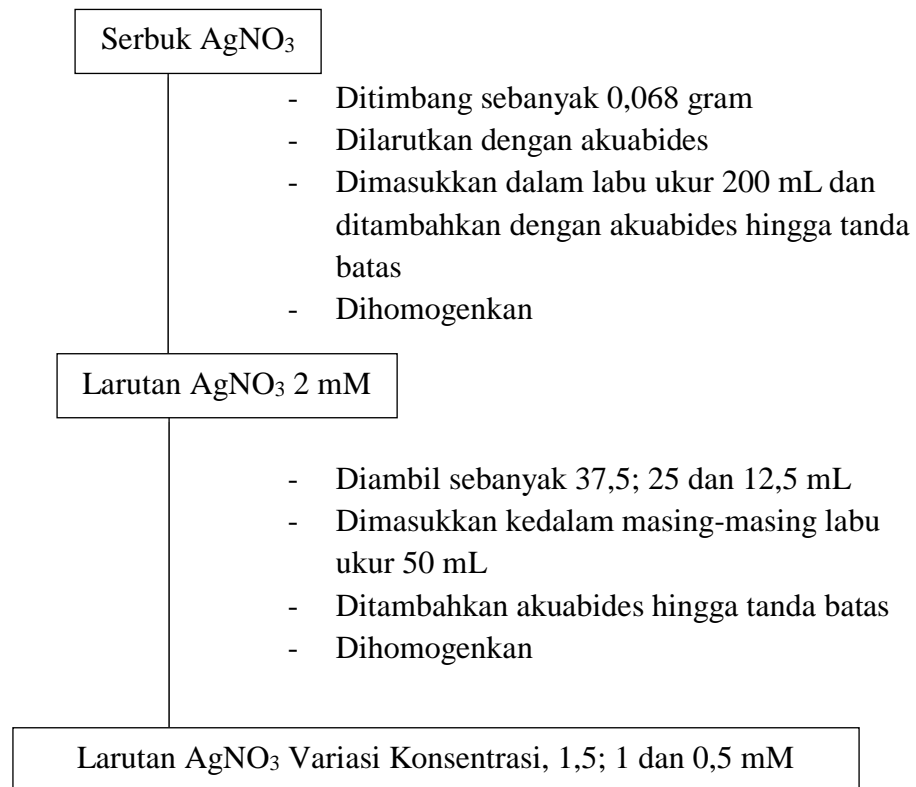 Serbuk AgNO₃
- Ditimbang sebanyak 0,068 gram
- Dilarutkan dengan akuabides
- Dimasukkan dalam labu ukur 200 mL dan
ditambahkan dengan akuabides hingga tanda
batas
- Dihomogenkan
Larutan AgNO₃ 2 mM
- Diambil sebanyak 37,5; 25 dan 12,5 mL
- Dimasukkan kedalam masing-masing labu
ukur 50 mL
- Ditambahkan akuabides hingga tanda batas
- Dihomogenkan
Larutan AgNO₃ Variasi Konsentrasi, 1,5; 1 dan 0,5 mM